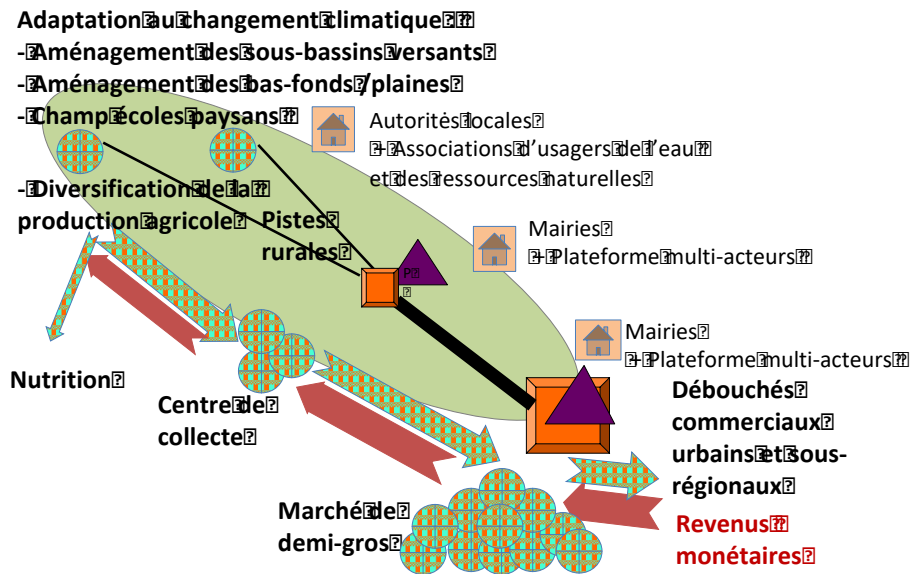 Adaptation au changement climatique
- Aménagement des sous-bassins versants
- Aménagement des bas-fonds /plaines
- Champ écoles paysans
Autorités locales
+ Associations d'usagers de l'eau
et des ressources naturelles
- Diversification de la
production agricole
Pistes
rurales
Mairies
+ Plateforme multi-acteurs
P
Mairies
+ Plateforme multi-acteurs
Nutrition
Centre de
collecte
Débouchés
commerciaux
urbains et sous-
régionaux
Marché de
demi-gros
Revenus
monétaires